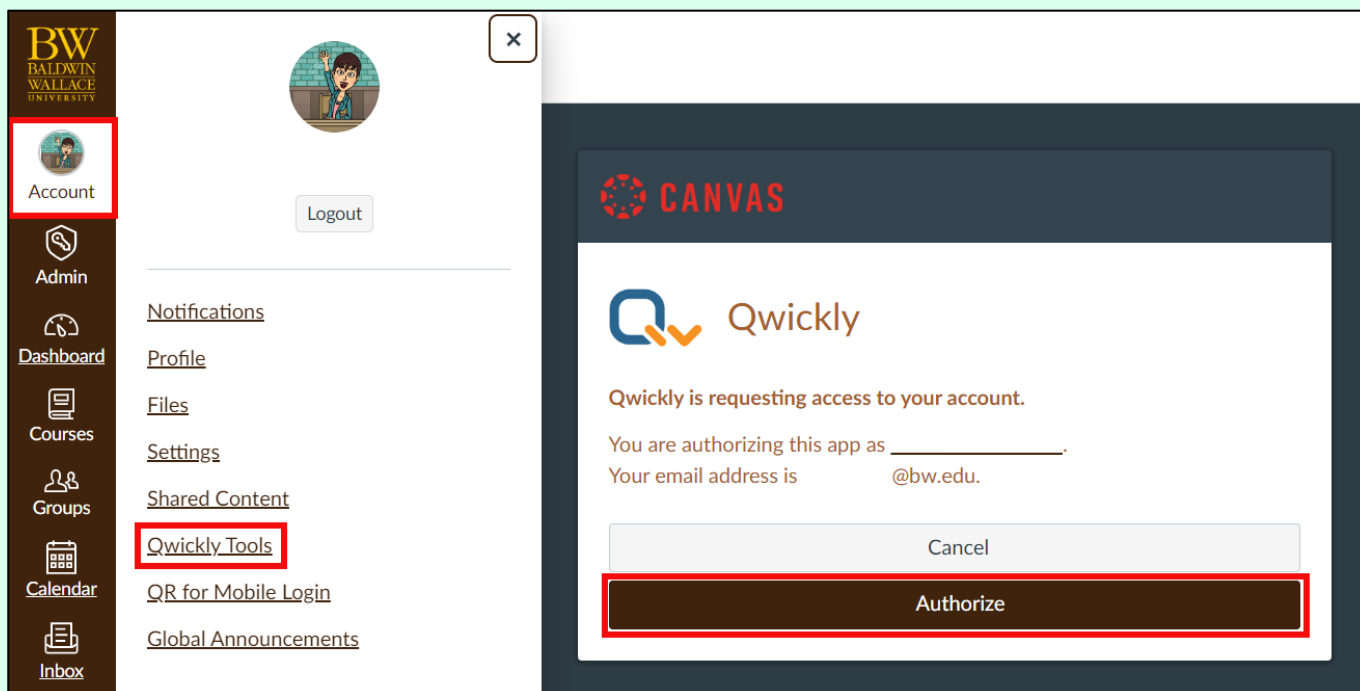 BW
BALDWIN
WALLACE
UNIVERSITY
Account
Admin
Dashboard
Courses
Groups
Calendar
Inbox
×
Logout
Notifications
Profile
Files
Settings
Shared Content
Qwickly Tools
QR for Mobile Login
Global Announcements
CANVAS
Qwickly
Qwickly is requesting access to your account.
You are authorizing this app as ________________.
Your email address is @bw.edu.
Cancel
Authorize